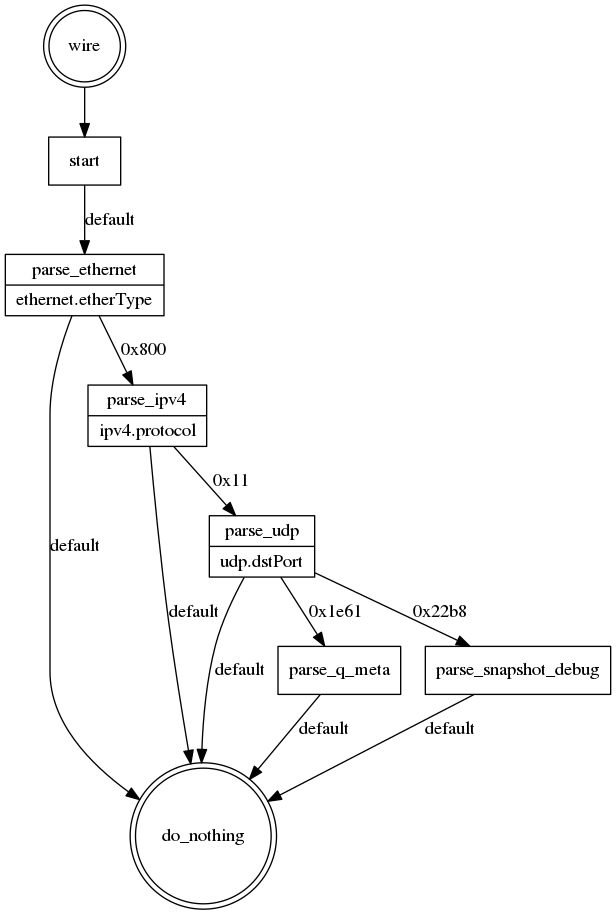 wire
start
default
parse_ethernet
ethernet.etherType
0x800
parse_ipv4
ipv4.protocol
0x11
parse_udp
udp.dstPort
default
default
0x1e61
0x22b8
default
parse_q_meta
parse_snapshot_debug
default
default
do_nothing